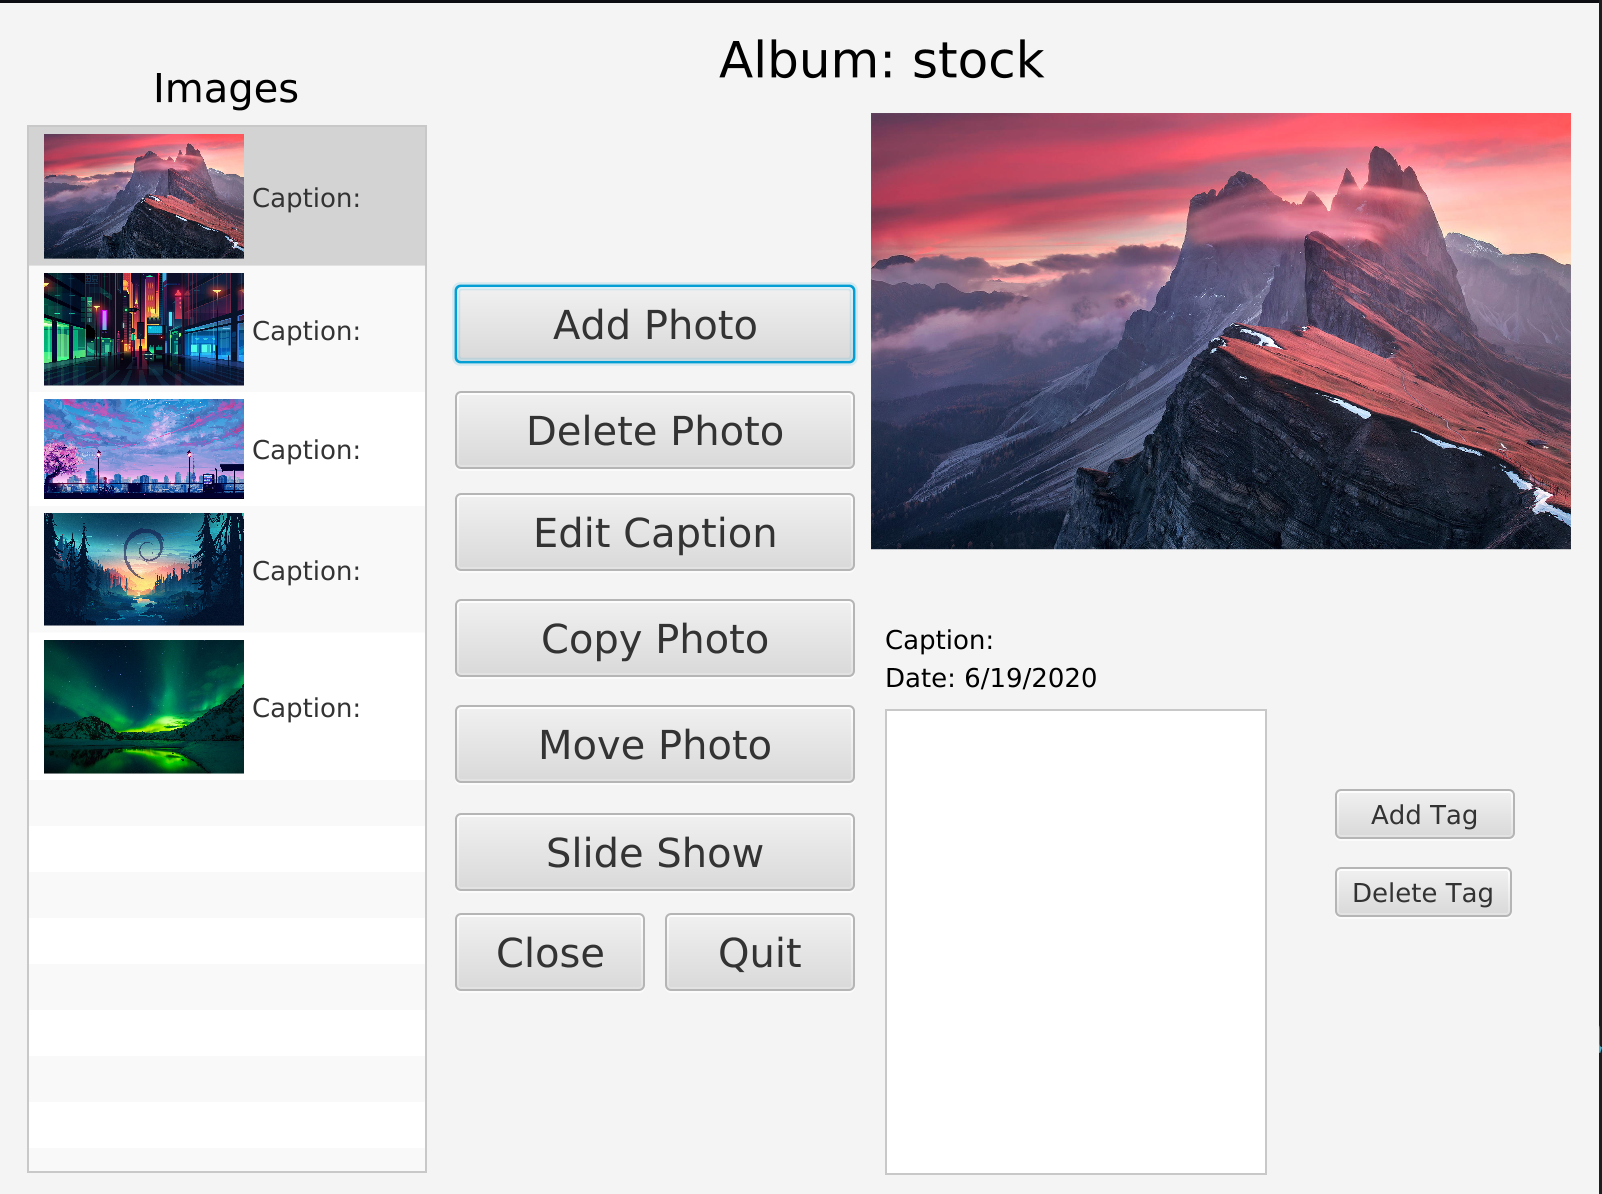 Album: stock
Images
Caption:
Caption:
Caption:
Caption:
Caption:
Add Photo
Delete Photo
Edit Caption
Copy Photo
Move Photo
Slide Show
Close
Quit
Caption:
Date: 6/19/2020
Add Tag
Delete Tag